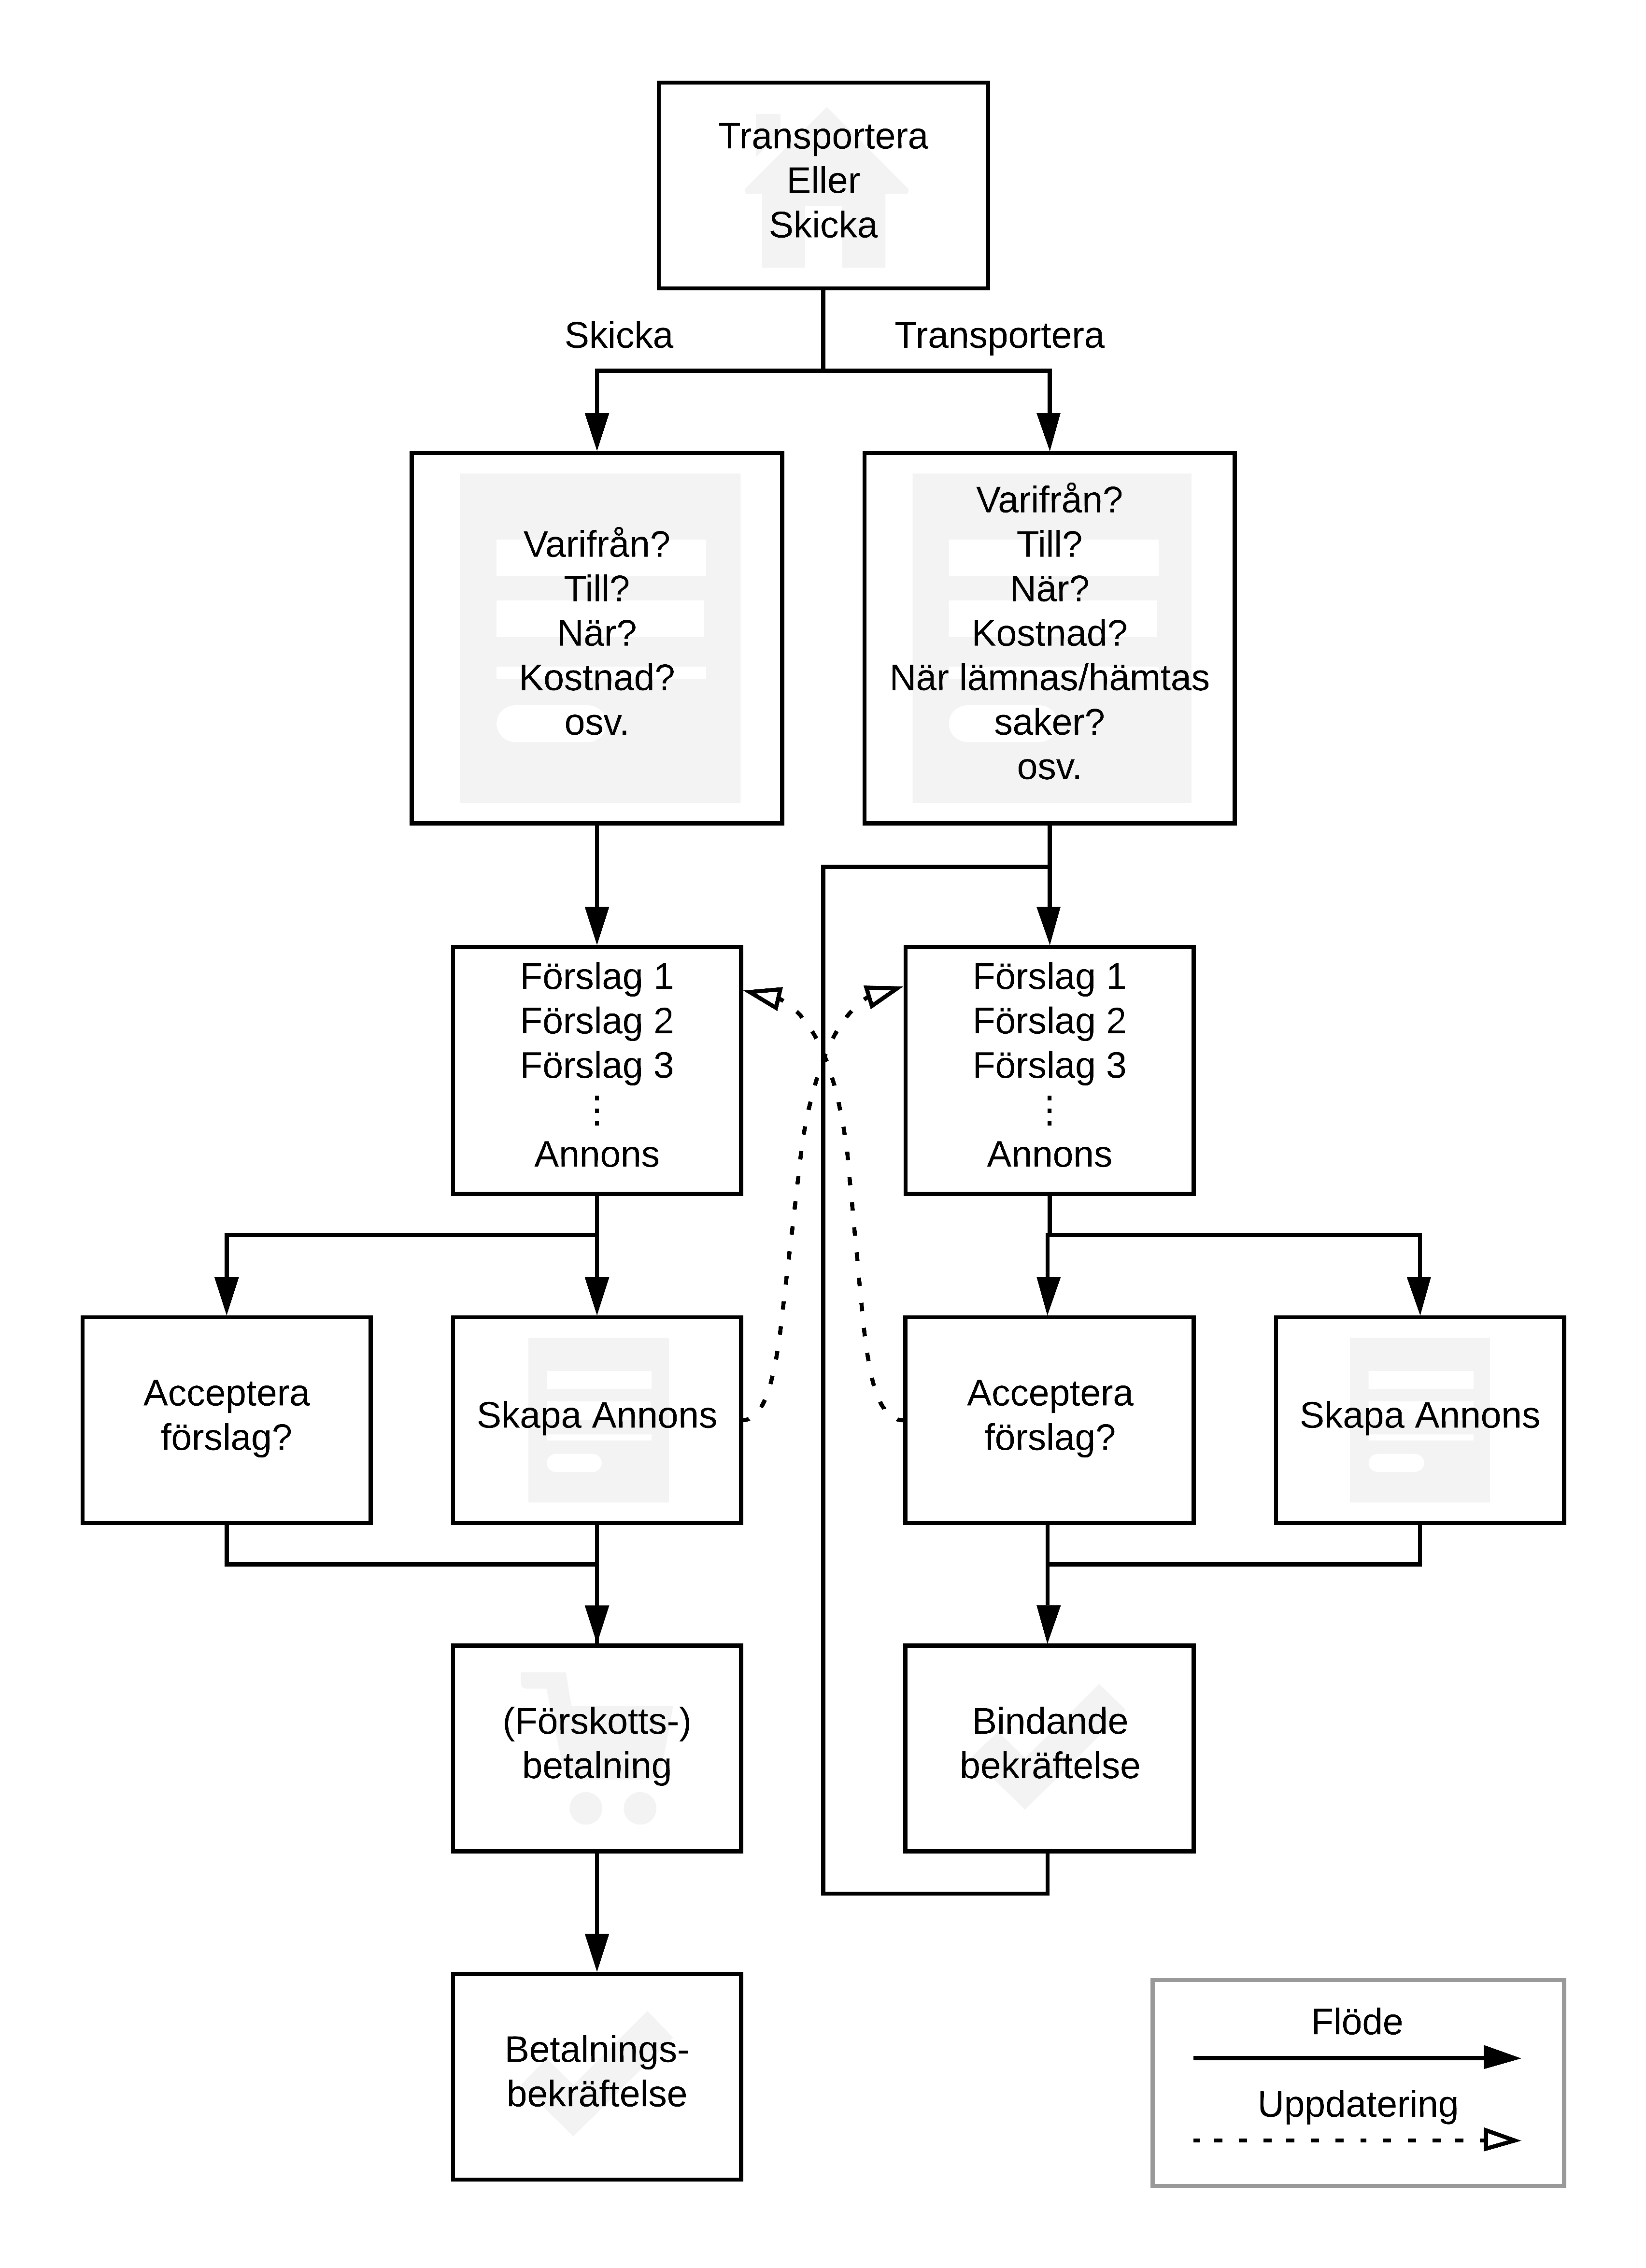 Transportera
Eller
Skicka
Skicka
Transportera
Varifrån?
Till?
När?
Kostnad?
osv.
Varifrån?
Till?
När?
Kostnad?
När lämnas/hämtas
saker?
osv.
Förslag 1
Förslag 2
Förslag 3
⋮
Annons
Förslag 1
Förslag 2
Förslag 3
⋮
Annons
Acceptera
förslag?
Skapa Annons
Acceptera
förslag?
Skapa Annons
(Förskotts-)
betalning
Bindande
bekräftelse
Betalnings-
bekräftelse
Flöde
Uppdatering